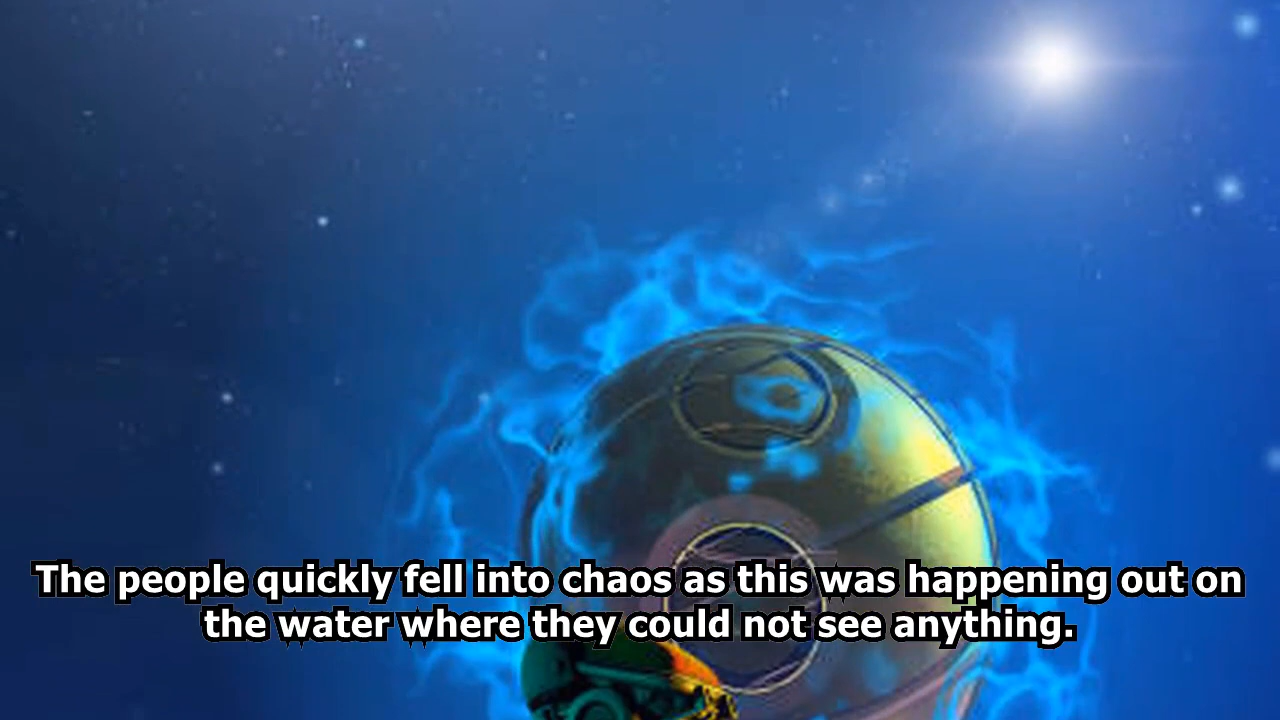 The people quickly fell into chaos as this was happening out on
the water where they could not see anything.